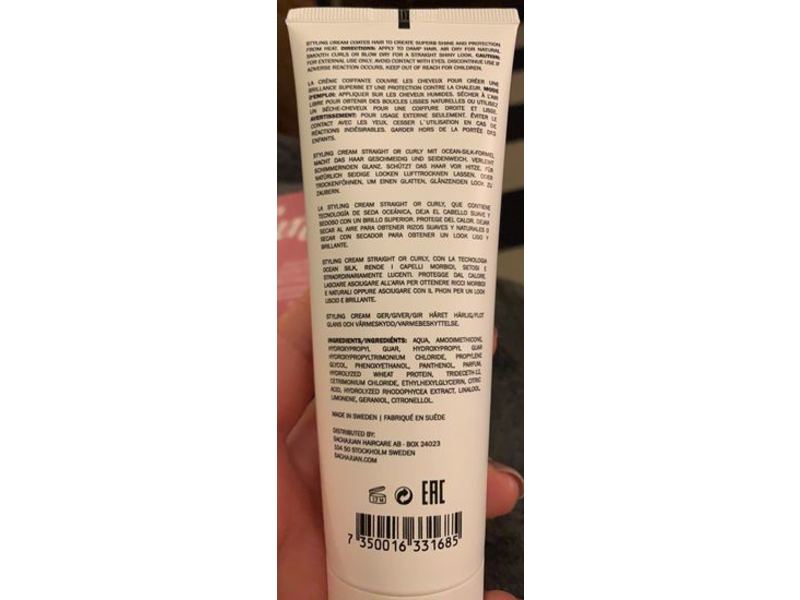 STYLING CREAM COATES HAIR TO CREATE SUPERB SHINE AND PROTECTION
FROM HEAT. DIRECTIONS: APPLY TO DAMP HAIR. AIR DRY FOR NATURAL
SMOOTH CURLS OR BLOW DRY FOR A STRAIGHT SHINY LOOK. CAUTION:
FOR EXTERNAL USE ONLY. AVOID CONTACT WITH EYES. DISCONTINUE USE IF
ADVERSE REACTION OCCURS. KEEP OUT OF REACH FOR CHILDREN.
LA CRÈME COIFFANTE COUVRE LES CHEVEUX POUR CRÉER UNE
BRILLANCE SUPERBE ET UNE PROTECTION CONTRE LA CHALEUR. MODE
D'EMPLOI: APPLIQUER SUR LES CHEVEUX HUMIDES. SÉCHER À L'AIR
LIBRE POUR OBTENIR DES BOUCLES LISSES NATURELLES OU UTILISEZ
UN SÈCHE-CHEVEUX POUR UNE COIFFURE DROITE ET LISSE.
AVERTISSEMENT: POUR USAGE EXTERNE SEULEMENT. ÉVITER LE
CONTACT AVEC LES YEUX. CESSER L'UTILISATION EN CAS DE
RÉACTIONS INDÉSIRABLES. GARDER HORS DE LA PORTÉE DES
ENFANTS.
STYLING CREAM STRAIGHT OR CURLY MIT OCEAN-SILK-FORMEL
MACHT DAS HAAR GESCHMEIDIG UND SEIDENWEICH. VERLEIHT
SCHIMMERNDEN GLANZ. SCHÜTZT DAS HAAR VOR HITZE. FÜR
NATÜRLICH SEIDIGE LOCKEN LUFTTROCKNEN LASSEN. ODER
TROCKENFÖHNEN, UM EINEN GLATTEN, GLÄNZENDEN LOOK ZU
ZAUBERN.
LA STYLING CREAM STRAIGHT OR CURLY, QUE CONTIENE
TECNOLOGÍA DE SEDA OCEÁNICA, DEJA EL CABELLO SUAVE Y
SEDOSO CON UN BRILLO SUPERIOR. PROTEGE DEL CALOR. DEJAR
SECAR AL AIRE PARA OBTENER RIZOS SUAVES Y NATURALES O
SECAR CON SECADOR PARA OBTENER UN LOOK LISO Y
BRILLANTE.
STYLING CREAM STRAIGHT OR CURLY, CON LA TECNOLOGIA
OCEAN SILK, RENDE I CAPELLI MORBIDI, SETOSI E
STRAORDINARIAMENTE LUCENTI. PROTEGGE DAL CALORE.
LASCIARE ASCIUGARE ALL'ARIA PER OTTENERE RICCI MORBIDI
E NATURALI OPPURE ASCIUGARE CON IL PHON PER UN LOOK
LISCIO E BRILLANTE.
STYLING CREAM GER/GIVER/GIR HÅRET HÄRLIG/FLOT
GLANS OCH VÄRMESKYDD/VARMEBESKYTTELSE.
INGREDIENTS/INGREDIÉNTS: AQUA, AMODIMETHICONE,
HYDROXYPROPYL GUAR, HYDROXYPROPYL GUAR
HYDROXYPROPYLTRIMONIUM CHLORIDE, PROPYLENE
GLYCOL, PHENOXYETHANOL, PANTHENOL, PARFUM,
HYDROLYZED WHEAT PROTEIN, TRIDECETH-12,
CETRIMONIUM CHLORIDE, ETHYLHEXYLGLYCERIN, CITRIC
ACID, HYDROLYZED RHODOPHYCEA EXTRACT, LINALOOL,
LIMONENE, GERANIOL, CITRONELLOL.
MADE IN SWEDEN | FABRIQUÉ EN SUÈDE
DISTRIBUTED BY:
SACHAJUAN HAIRCARE AB - BOX 24023
104 50 STOCKHOLM SWEDEN
SACHAJUAN.COM
12 M
EAC
7 350016 331685